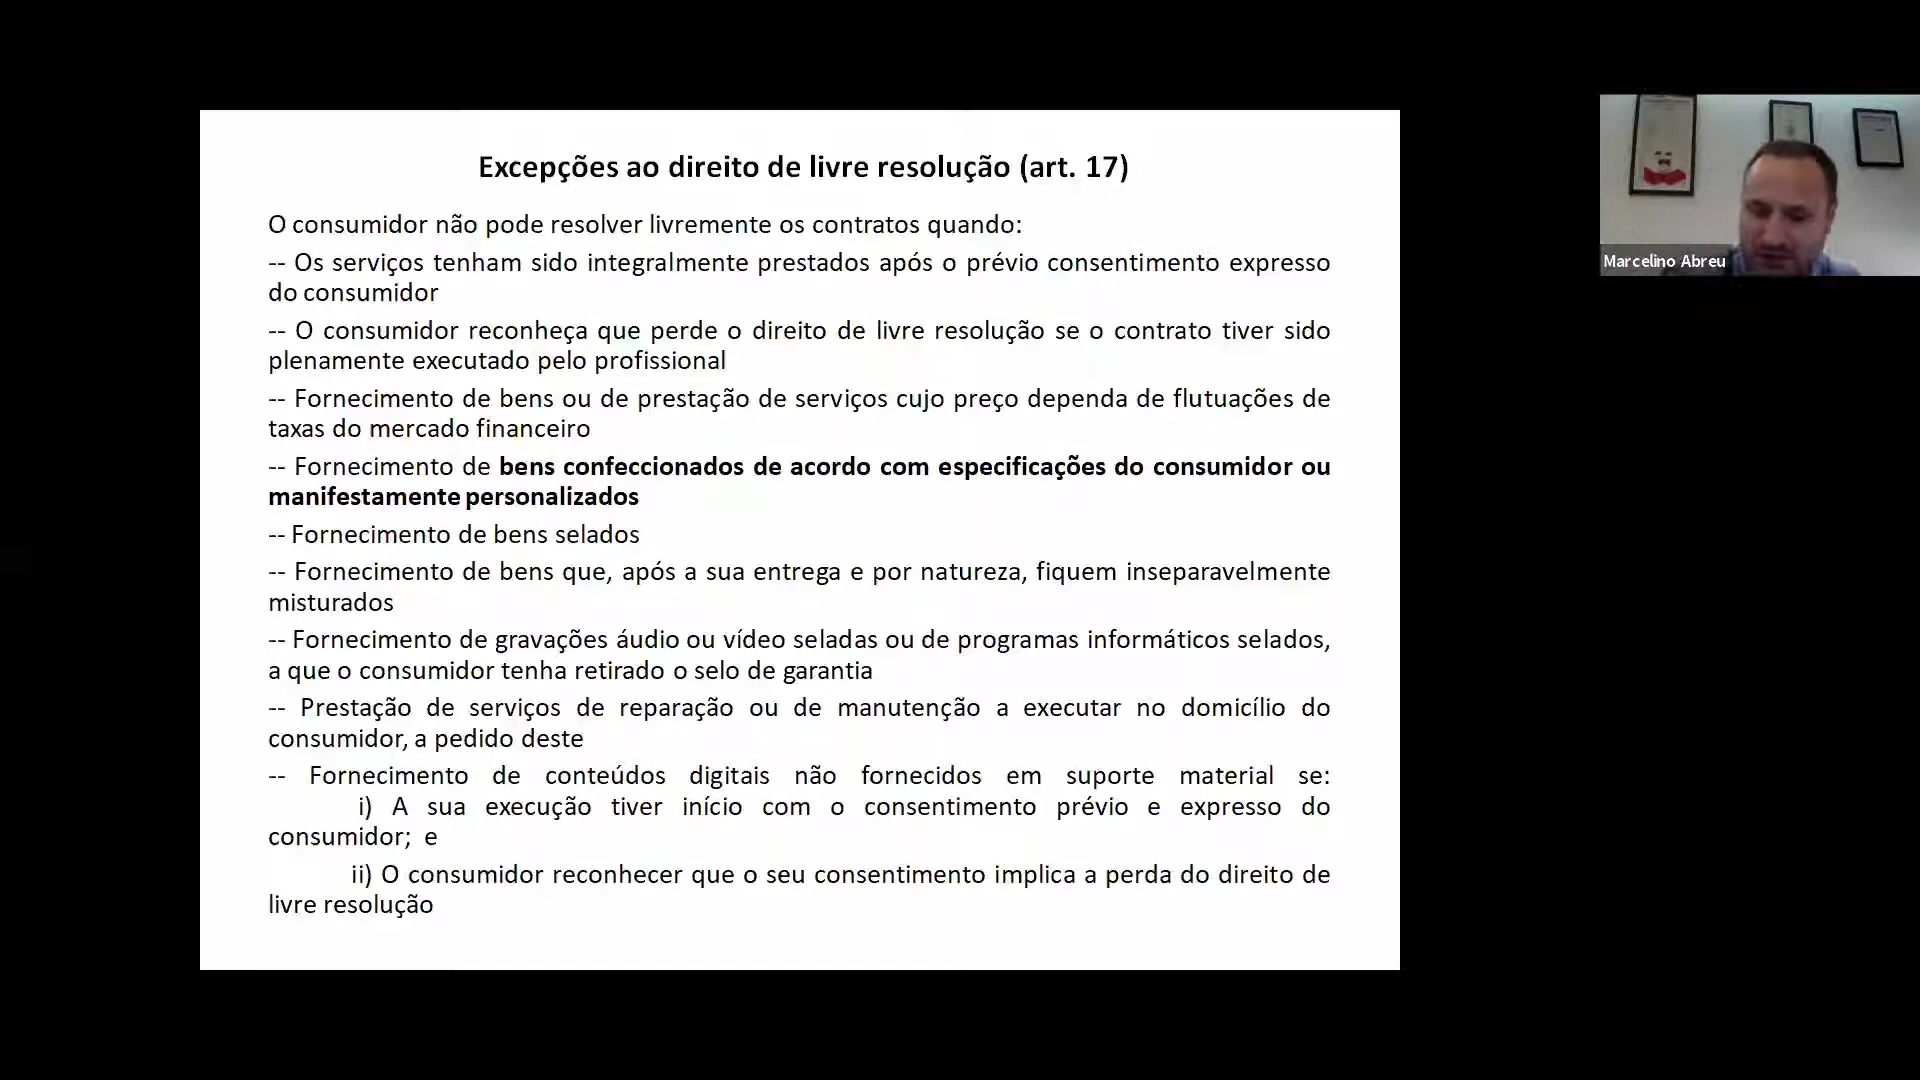 Excepções ao direito de livre resolução (art. 17)
O consumidor não pode resolver livremente os contratos quando:
-- Os serviços tenham sido integralmente prestados após o prévio consentimento expresso
do consumidor
-- O consumidor reconheça que perde o direito de livre resolução se o contrato tiver sido
plenamente executado pelo profissional
-- Fornecimento de bens ou de prestação de serviços cujo preço dependa de flutuações de
taxas do mercado financeiro
-- Fornecimento de bens confeccionados de acordo com especificações do consumidor ou
manifestamente personalizados
-- Fornecimento de bens selados
-- Fornecimento de bens que, após a sua entrega e por natureza, fiquem inseparavelmente
misturados
-- Fornecimento de gravações áudio ou vídeo seladas ou de programas informáticos selados,
a que o consumidor tenha retirado o selo de garantia
-- Prestação de serviços de reparação ou de manutenção a executar no domicílio do
consumidor, a pedido deste
-- Fornecimento de conteúdos digitais não fornecidos em suporte material se:
i) A sua execução tiver início com o consentimento prévio e expresso do
consumidor; e
ii) O consumidor reconhecer que o seu consentimento implica a perda do direito de
livre resolução
Marcelino Abreu